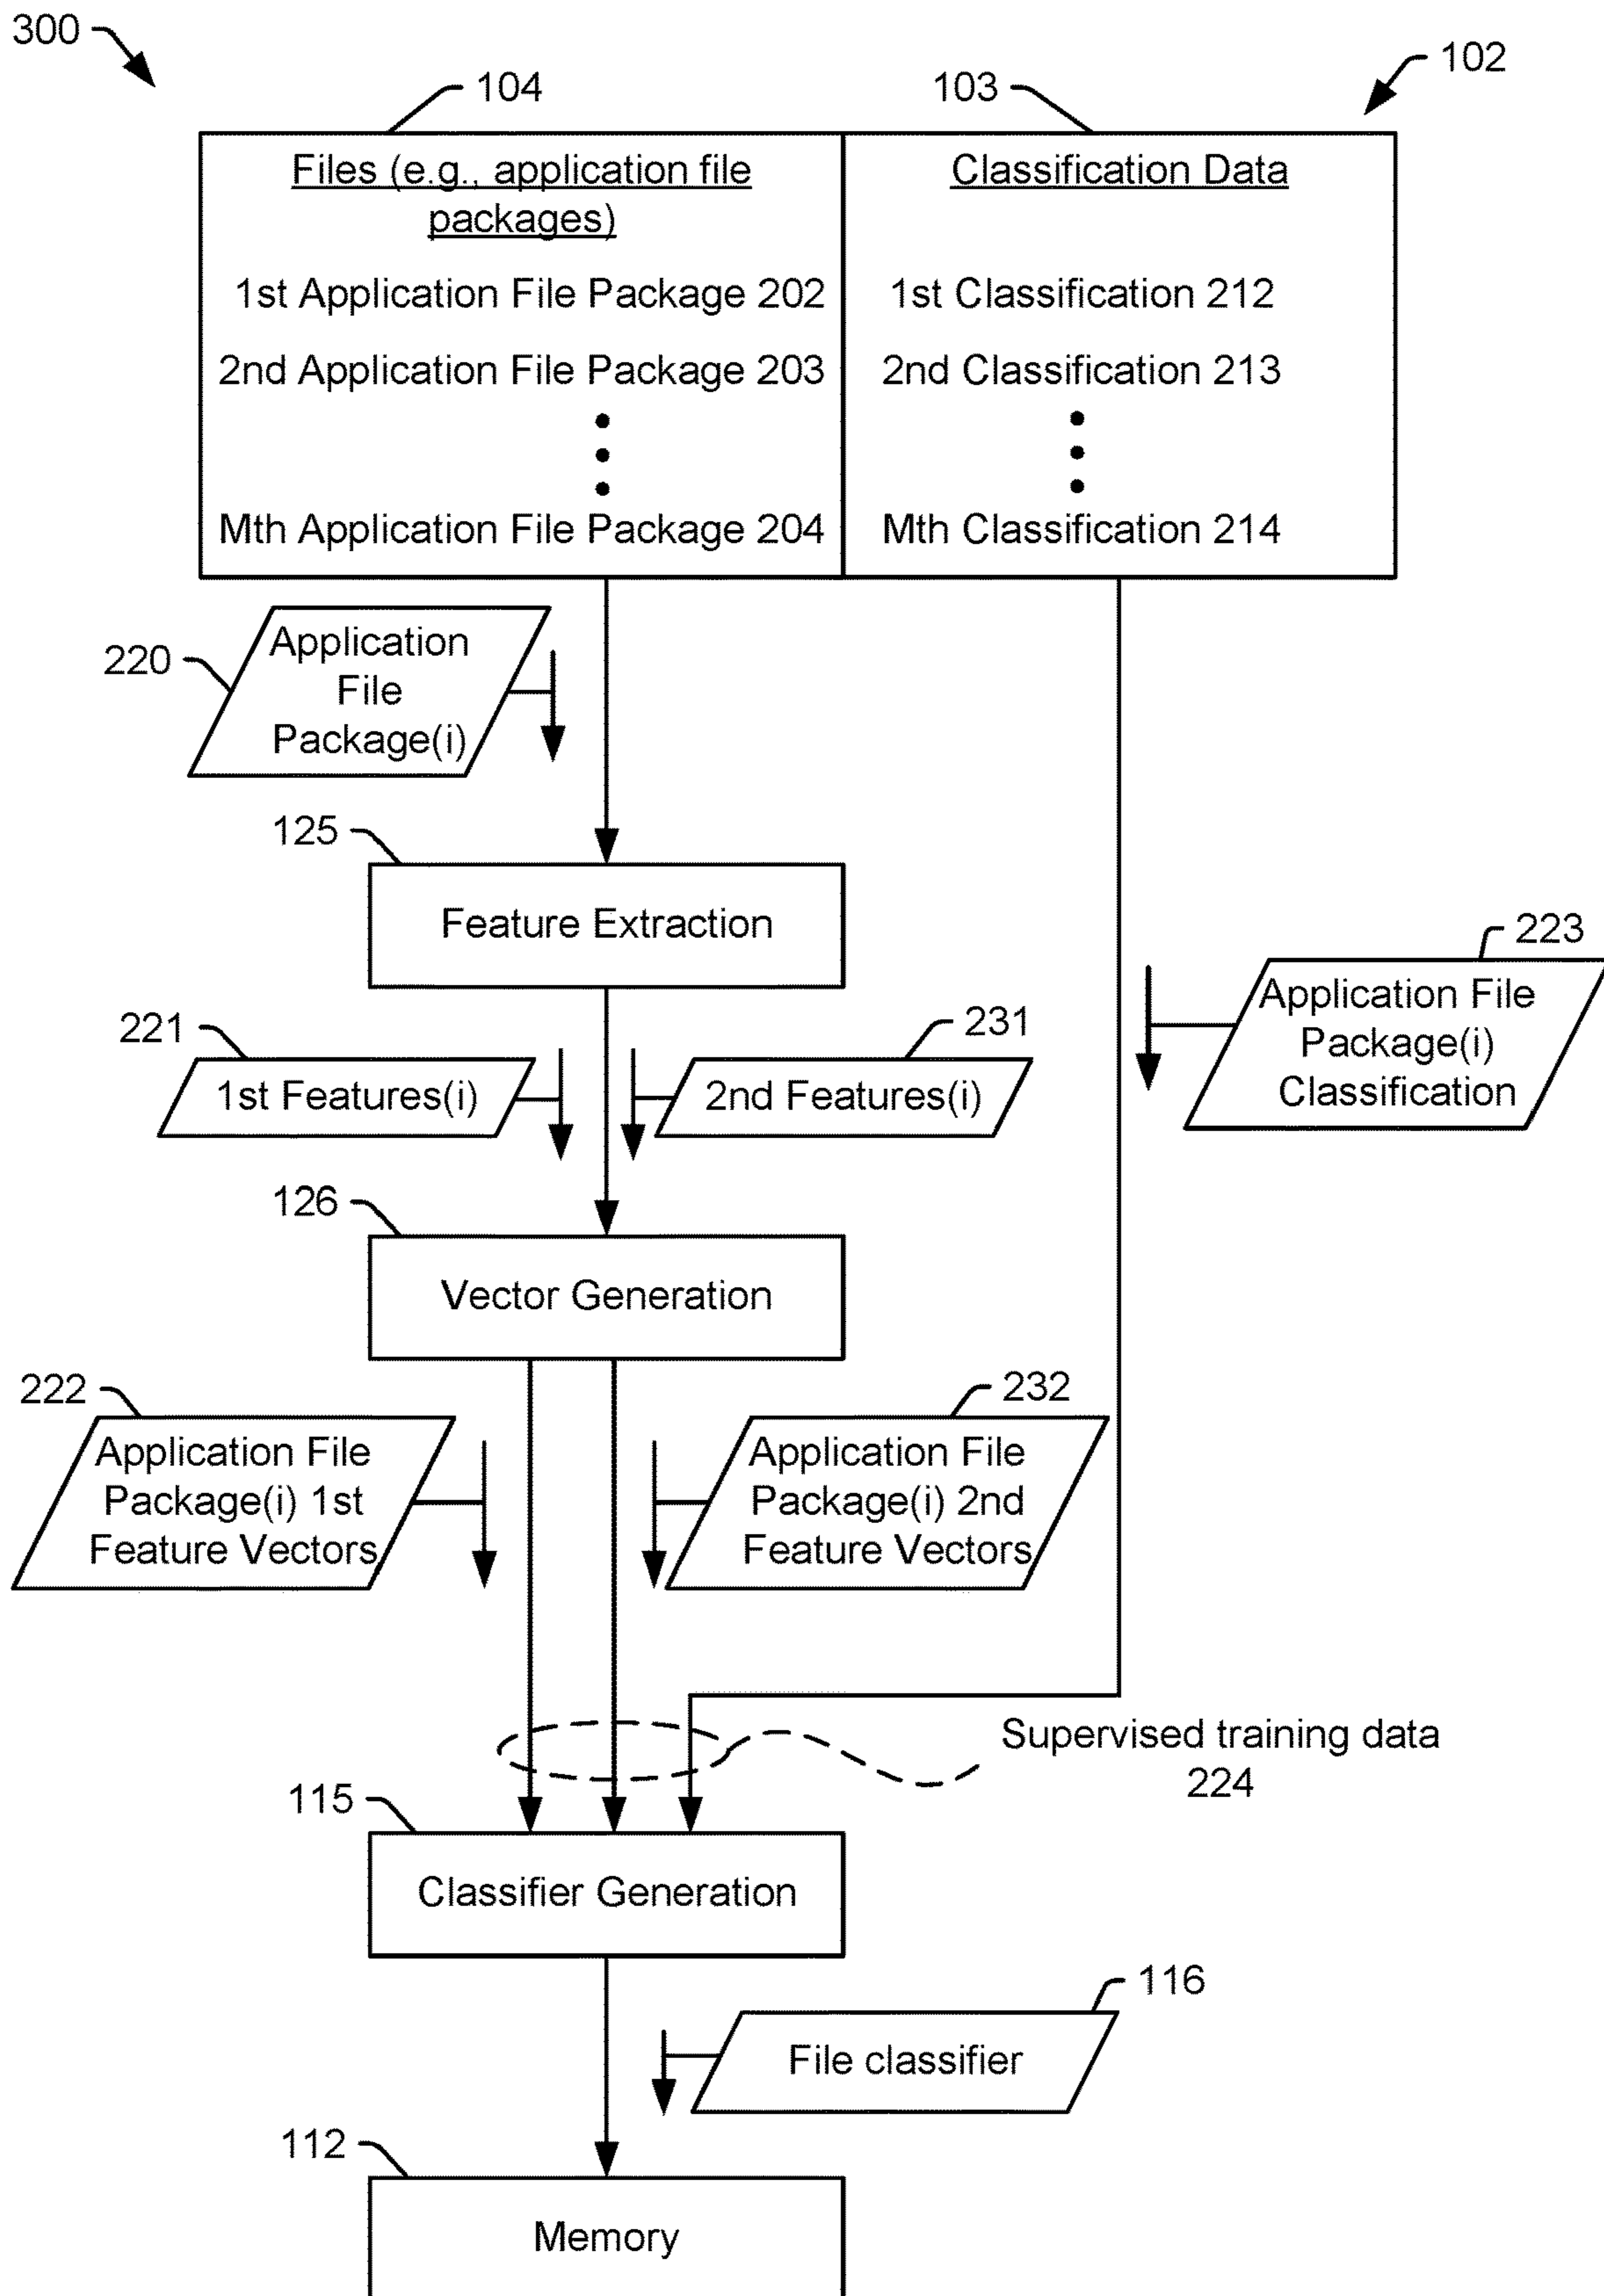 300
102
104
103
Files (e.g., application file
packages)
Classification Data
1st Application File Package 202
1st Classification 212
2nd Application File Package 203
2nd Classification 213
Mth Application File Package 204
Mth Classification 214
220
Application
File
Package(i)
125
Feature Extraction
223
Application File
Package(i)
Classification
221
1st Features(i)
231
2nd Features(i)
126
Vector Generation
222
Application File
Package(i) 1st
Feature Vectors
232
Application File
Package(i) 2nd
Feature Vectors
Supervised training data
224
115
Classifier Generation
116
File classifier
112
Memory